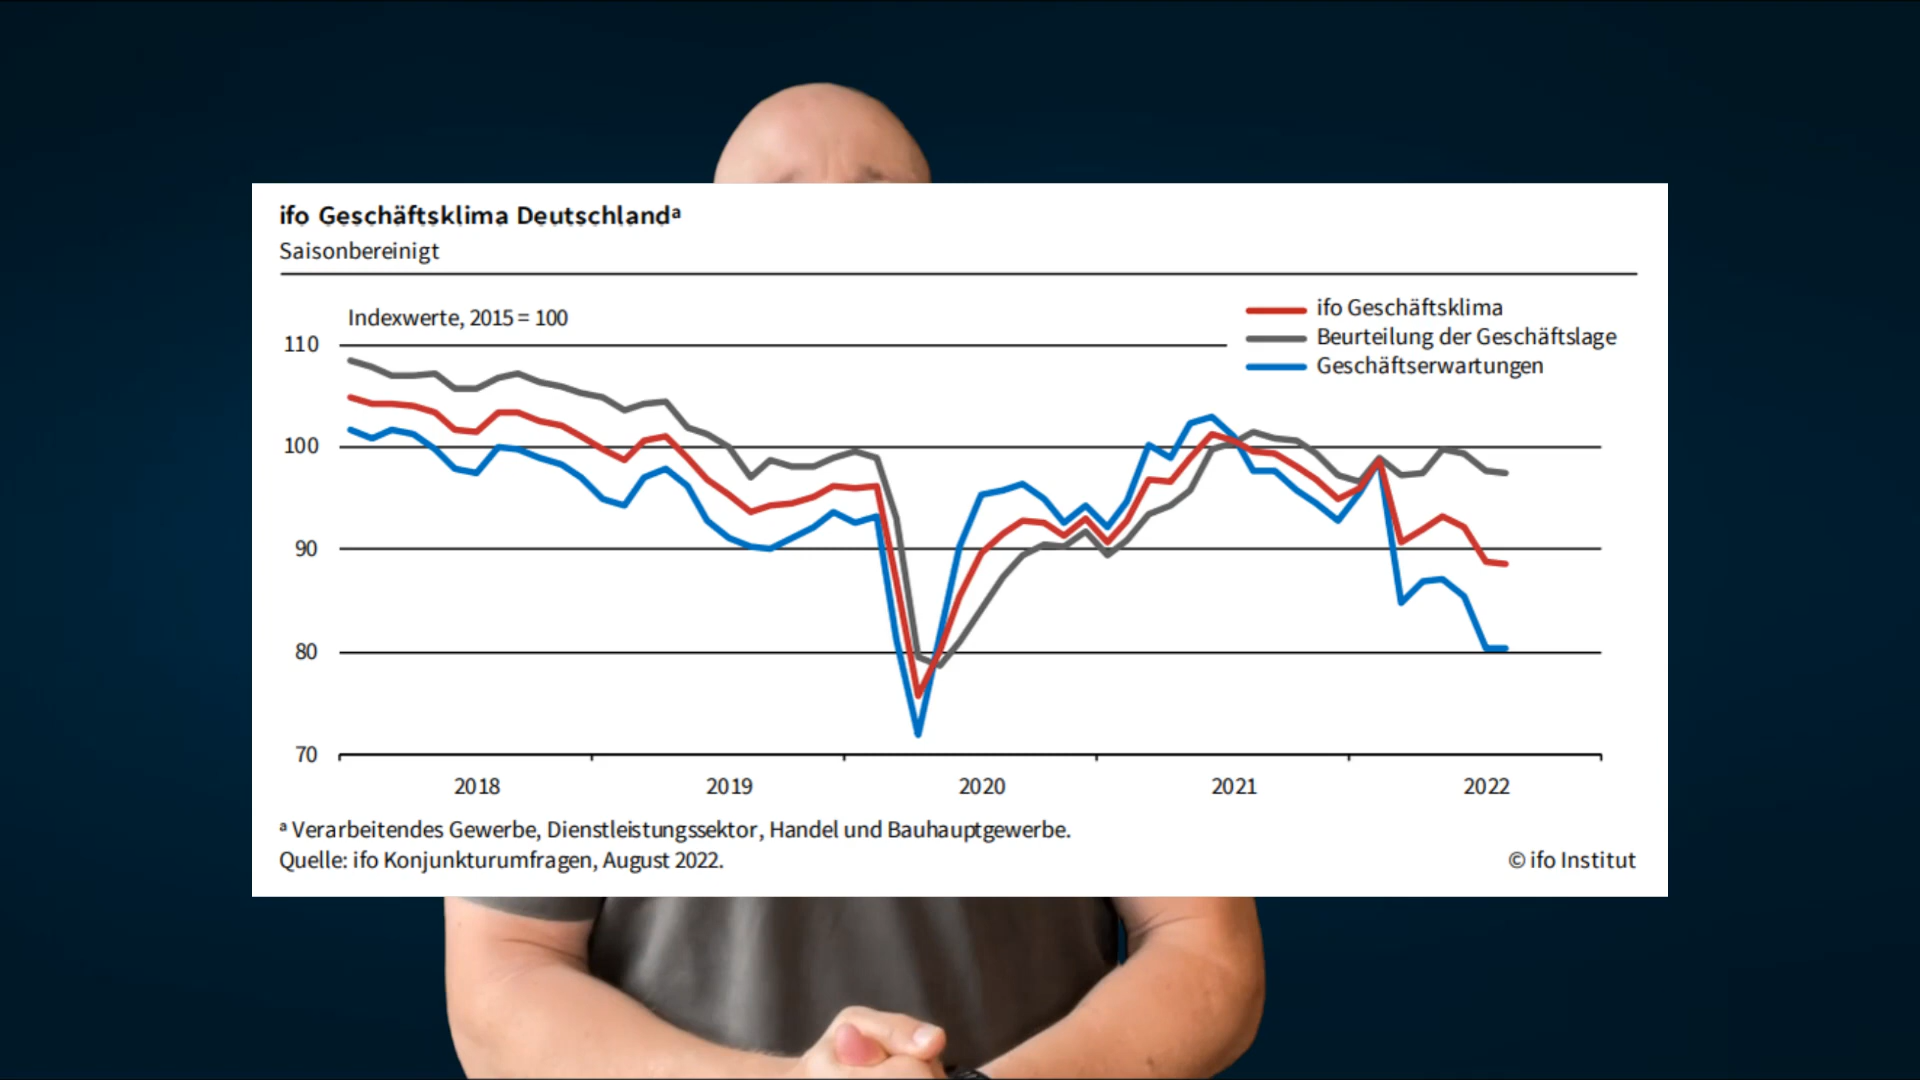 ifo Geschäftsklima Deutschlandᵃ
Saisonbereinigt
Indexwerte, 2015 = 100
ifo Geschäftsklima
Beurteilung der Geschäftslage
Geschäftserwartungen
110
100
90
80
70
2018 2019 2020 2021 2022
ᵃ Verarbeitendes Gewerbe, Dienstleistungssektor, Handel und Bauhauptgewerbe.
Quelle: ifo Konjunkturumfragen, August 2022.
© ifo Institut